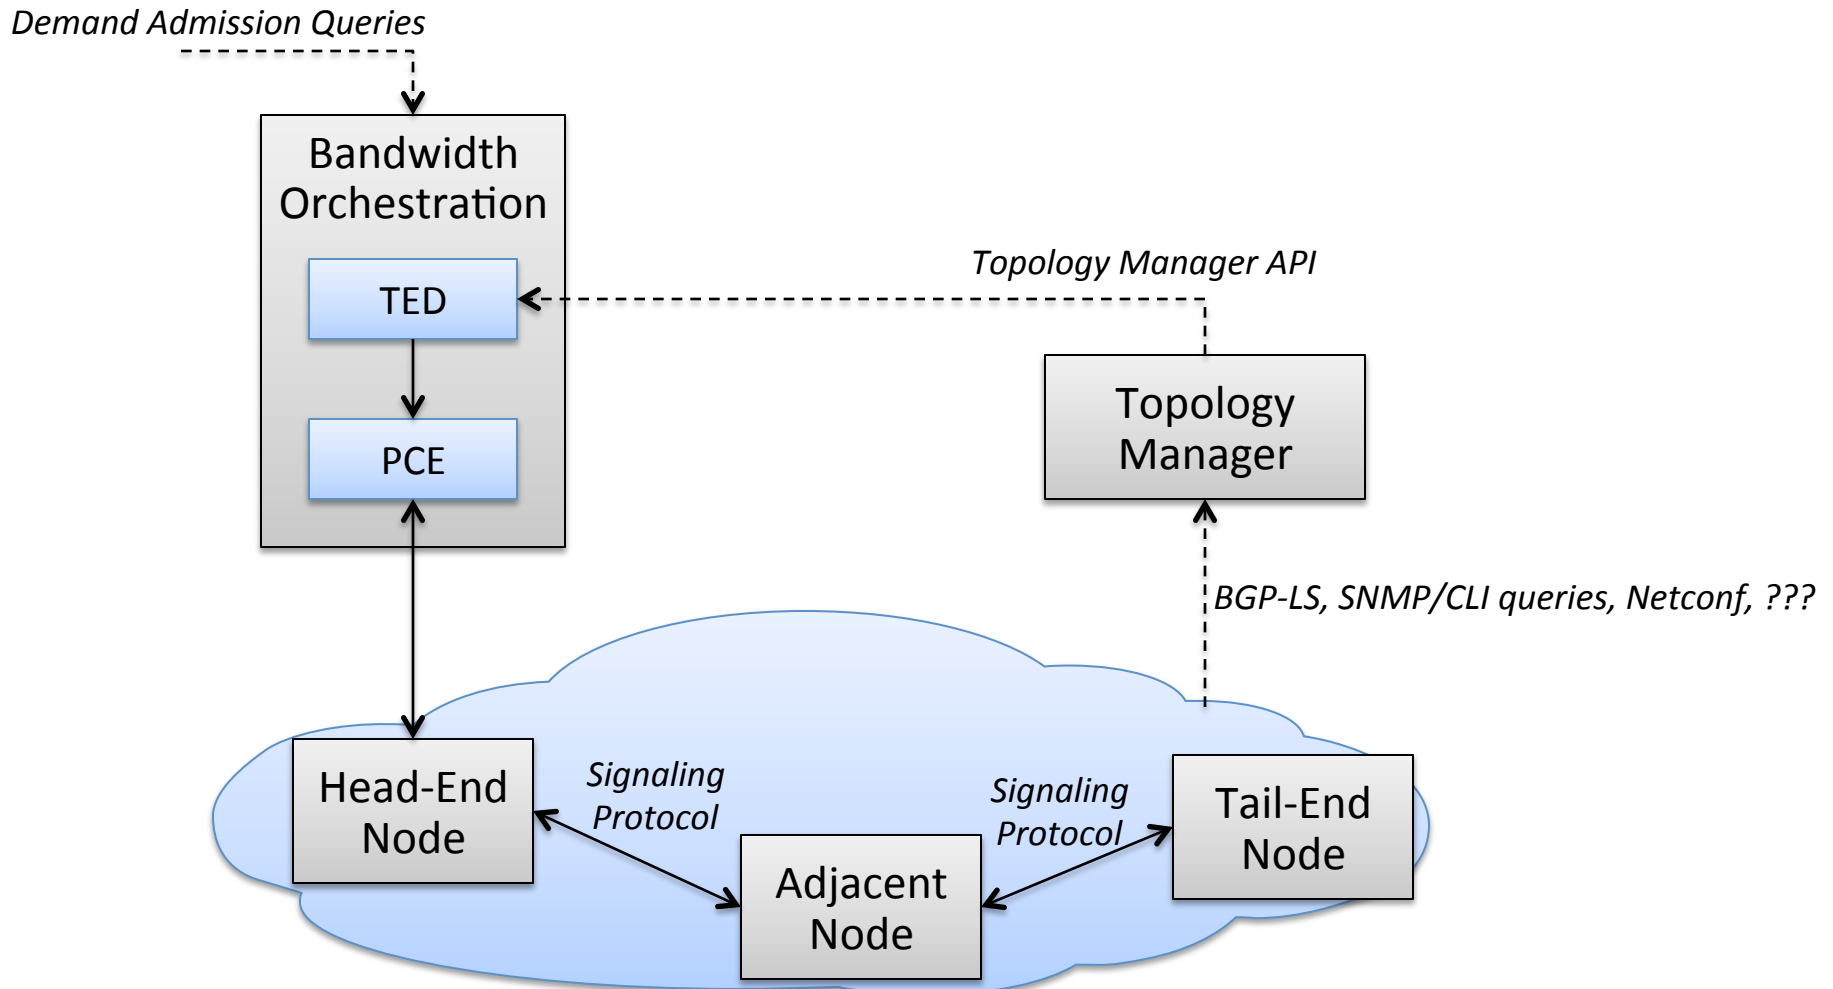 Demand Admission Queries
Bandwidth
Orchestration
TED
Topology Manager API
PCE
Topology
Manager
BGP-LS, SNMP/CLI queries, Netconf, ???
Head-End
Node
Signaling
Protocol
Signaling
Protocol
Tail-End
Node
Adjacent
Node